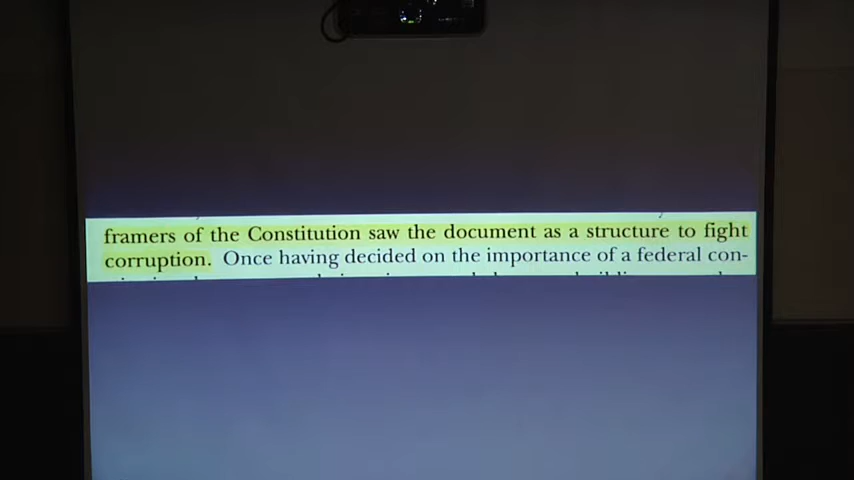 framers of the Constitution saw the document as a structure to fight
corruption. Once having decided on the importance of a federal con-